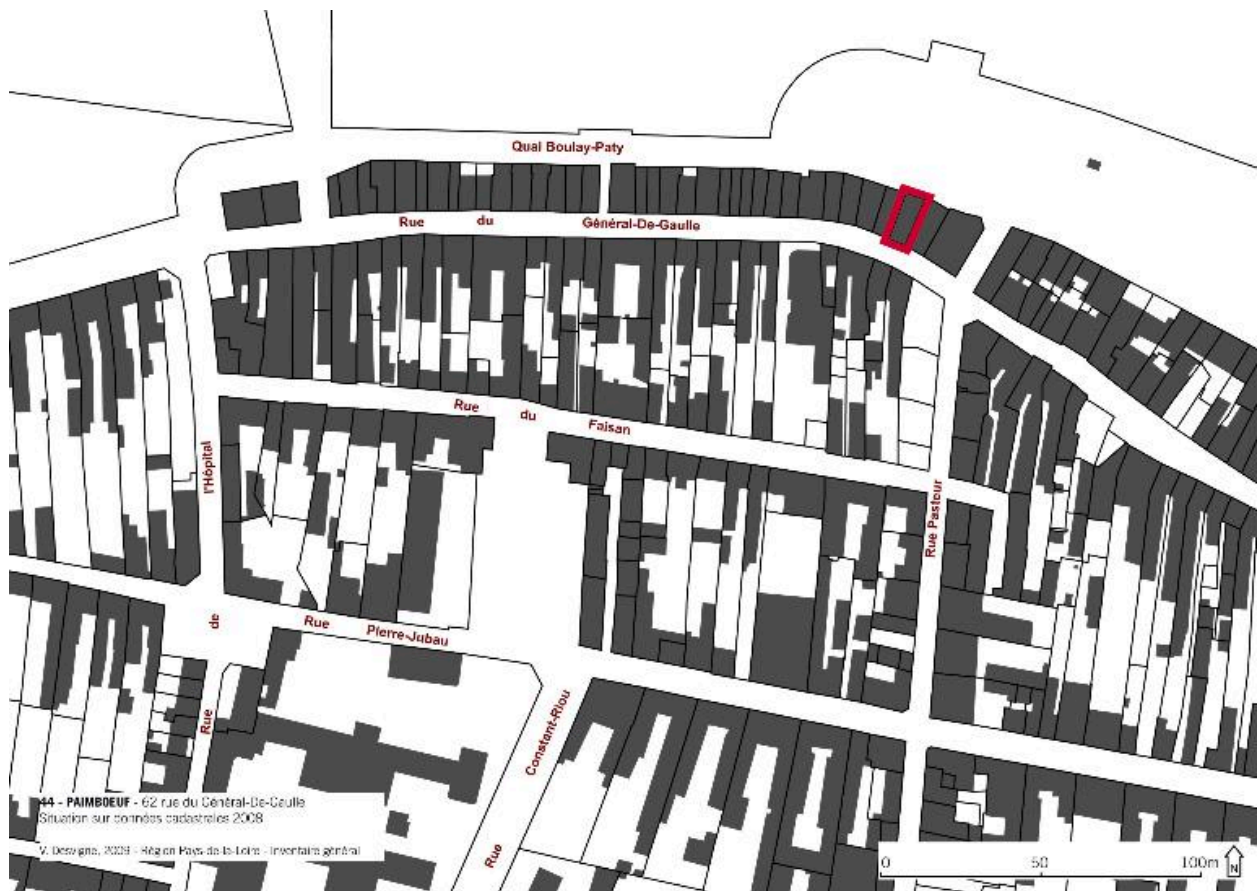 Quai Boulay-Paty
Rue du Général-De-Gaulle
Rue du Faisan
Rue de l'Hôpital
Rue Pasteur
Rue Pierre-Jubau
Rue Constant-Riou
44 - PAIMBOEUF - 62 rue du Général-De-Gaulle
Situation sur données cadastrales 2008
V. Desvigne, 2009 - Région Pays-de-la-Loire - Inventaire général
0 50 100m
N